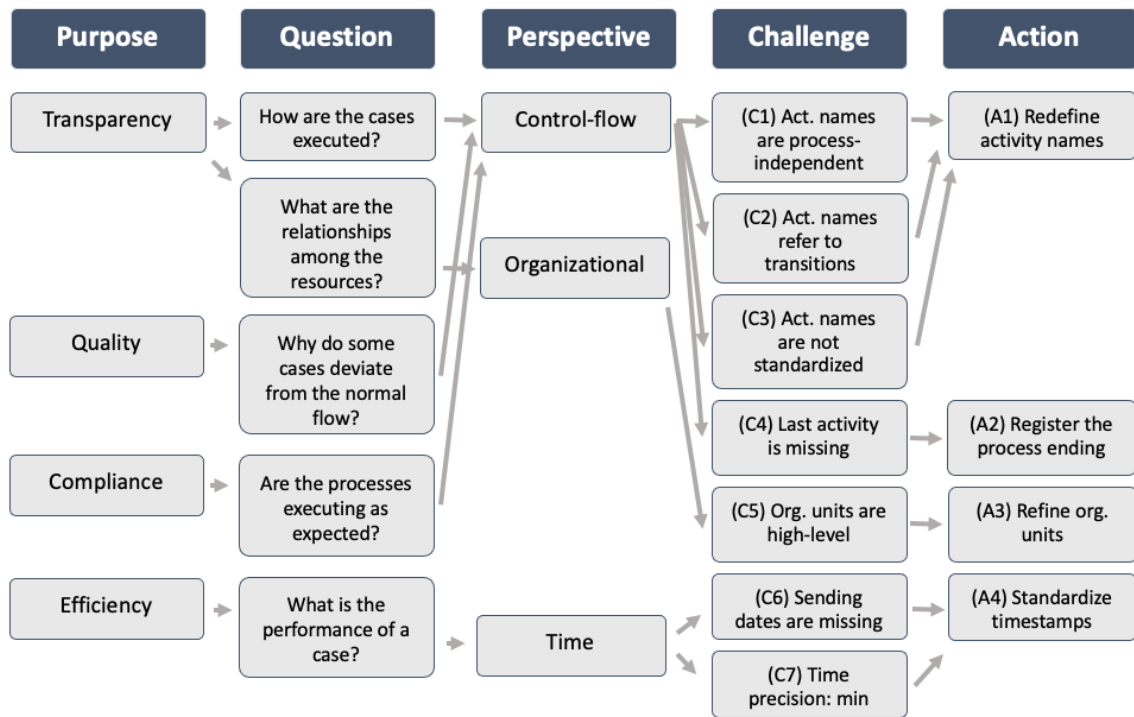 Purpose
Question
Perspective
Challenge
Action
Transparency
How are the cases
executed?
Control-flow
(C1) Act. names
are process-
independent
(A1) Redefine
activity names
What are the
relationships
among the
resources?
Organizational
(C2) Act. names
refer to
transitions
(C3) Act. names
are not
standardized
Quality
Why do some
cases deviate
from the normal
flow?
(C4) Last activity
is missing
(A2) Register the
process ending
Compliance
Are the processes
executing as
expected?
(C5) Org. units are
high-level
(A3) Refine org.
units
Efficiency
What is the
performance of a
case?
Time
(C6) Sending
dates are missing
(A4) Standardize
timestamps
(C7) Time
precision: min